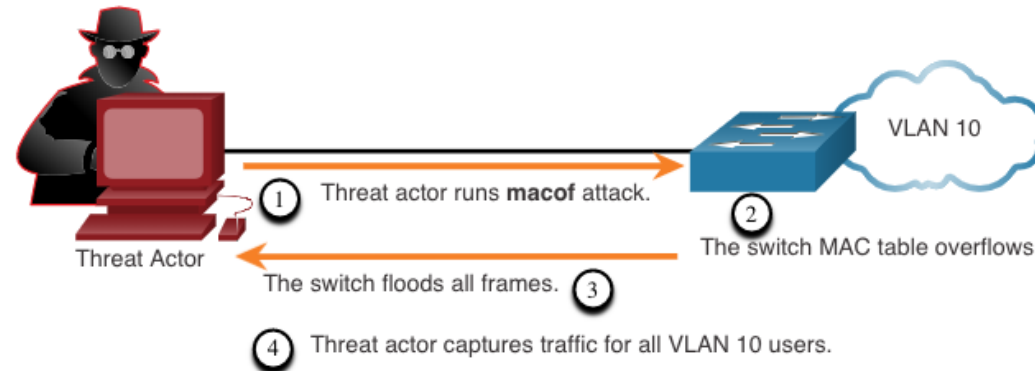 VLAN 10
1 Threat actor runs macof attack.
2
Threat Actor
The switch MAC table overflows
The switch floods all frames. 3
4 Threat actor captures traffic for all VLAN 10 users.